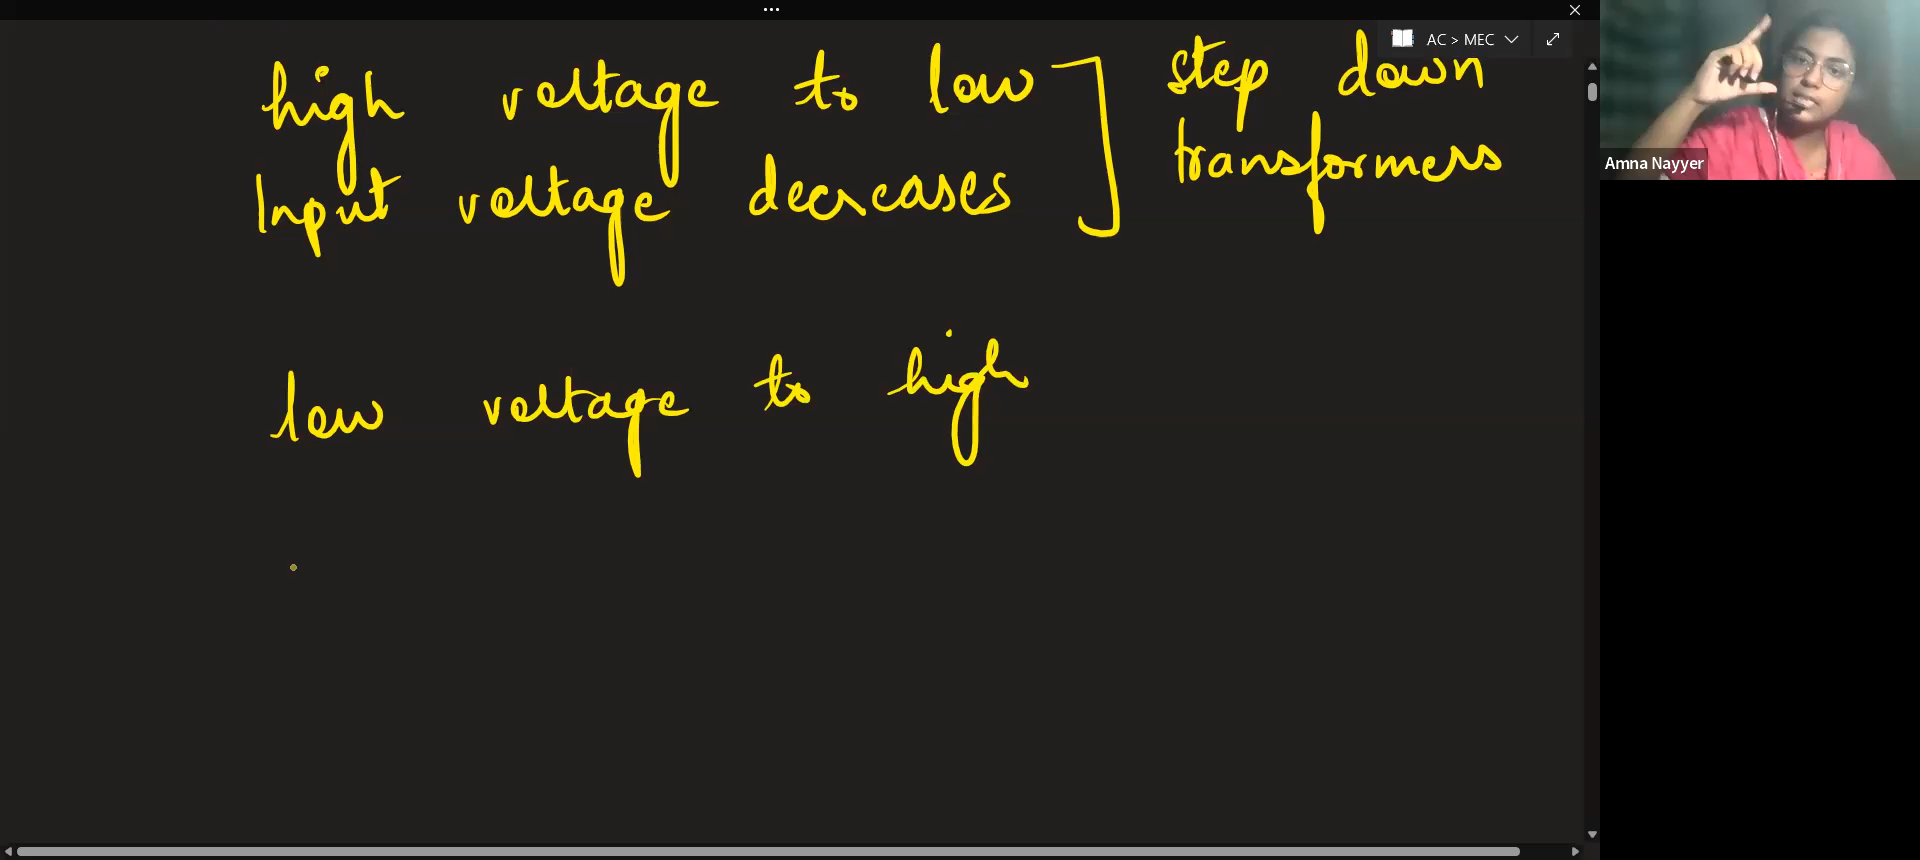 AC > MEC
high voltage to low
step down
Input voltage decreases
transformers
low voltage to high
Amna Nayyer